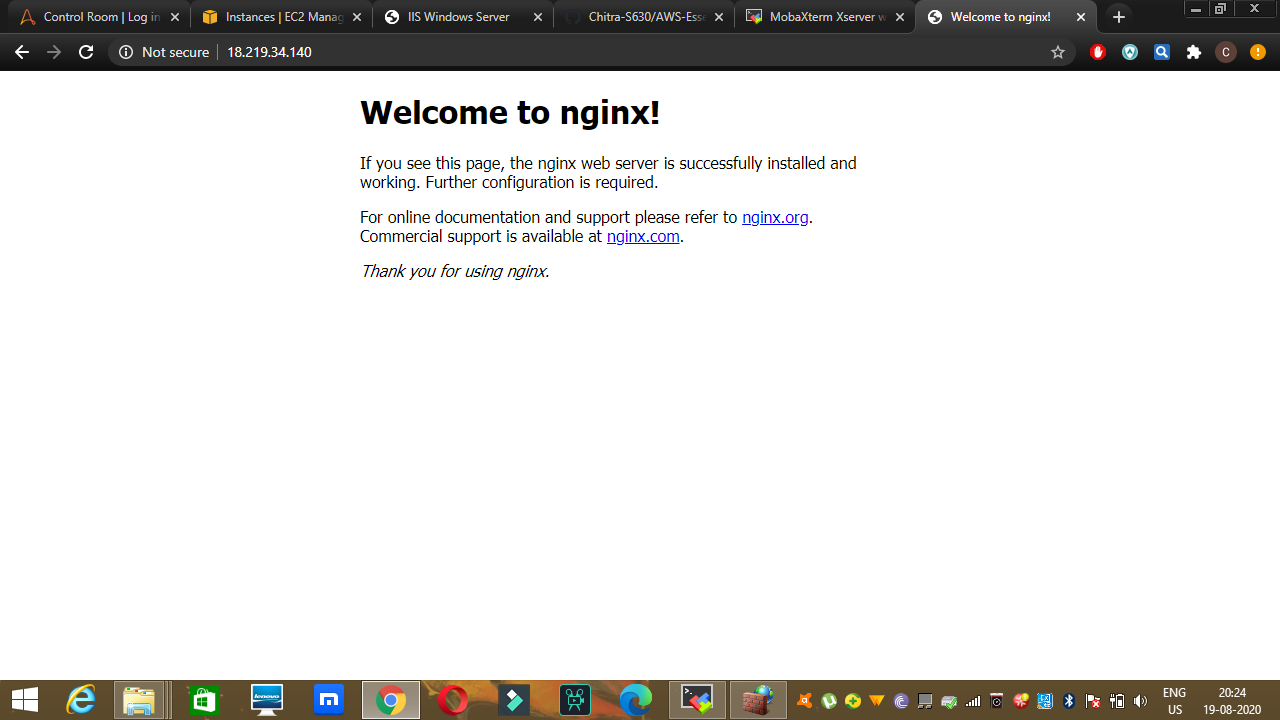 Control Room | Log in
Instances | EC2 Manag
IIS Windows Server
Chitra-S630/AWS-Esse
MobaXterm Xserver w
Welcome to nginx!
Not secure
18.219.34.140
C
Welcome to nginx!
If you see this page, the nginx web server is successfully installed and
working. Further configuration is required.
For online documentation and support please refer to nginx.org.
Commercial support is available at nginx.com.
Thank you for using nginx.
lenovo
m
ENG
US
20:24
19-08-2020